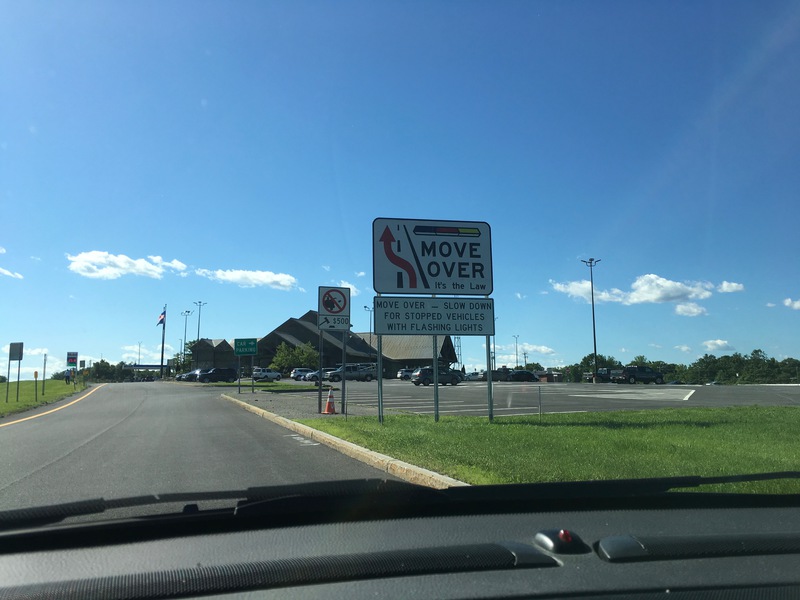 MOVE
OVER
It's the Law
MOVE OVER — SLOW DOWN
FOR STOPPED VEHICLES
WITH FLASHING LIGHTS
$500
CAR
PARKING